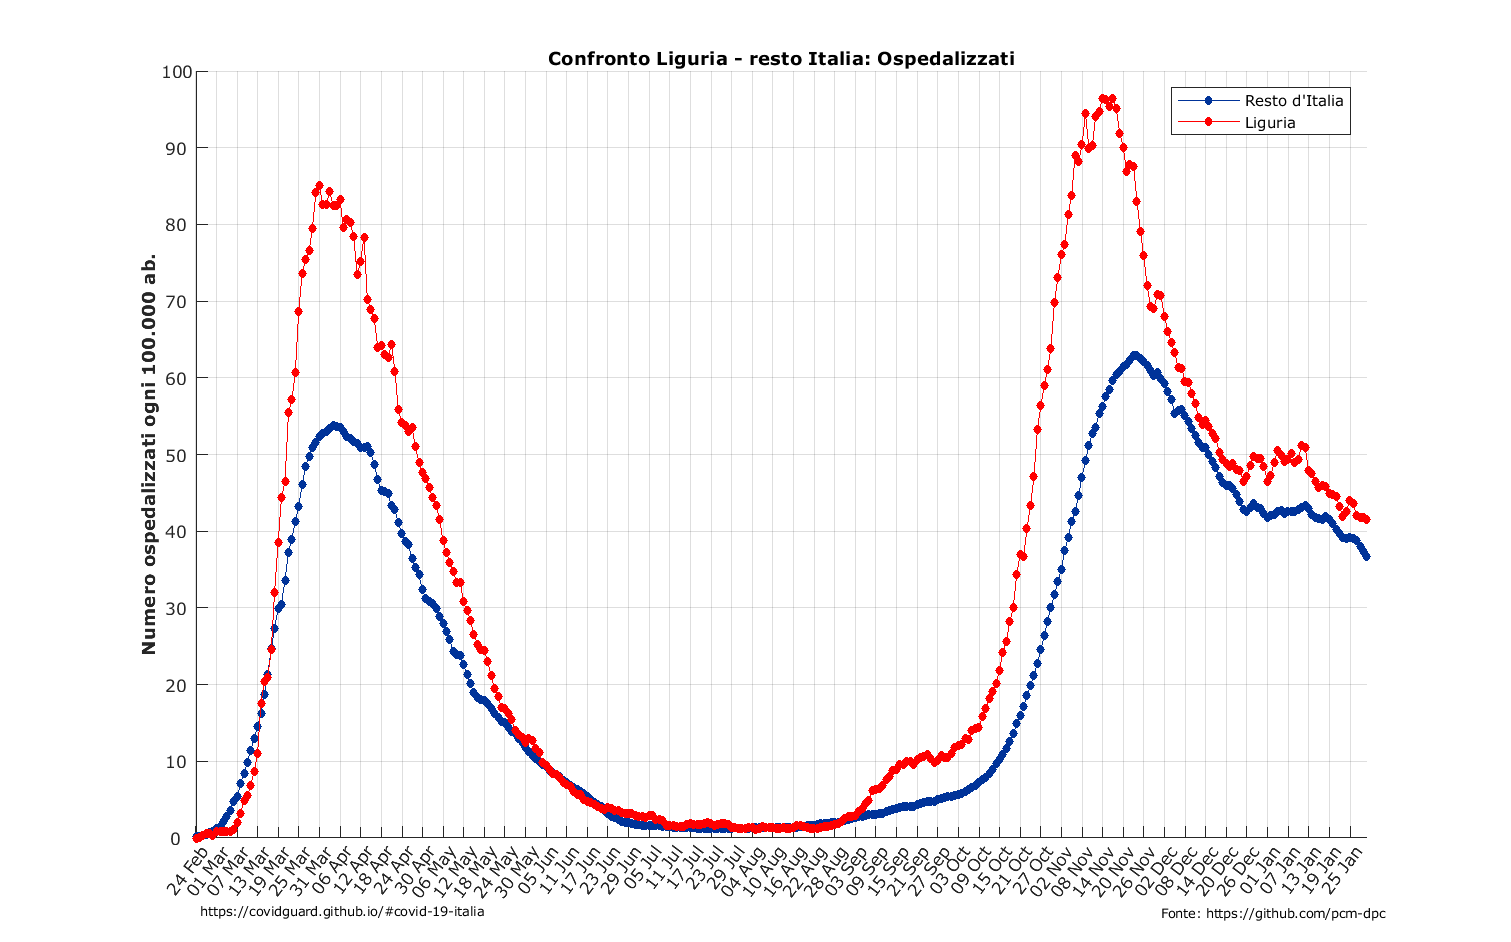 Confronto Liguria - resto Italia: Ospedalizzati
Resto d'Italia
Liguria
Numero ospedalizzati ogni 100.000 ab.
100
90
80
70
60
50
40
30
20
10
0
24 Feb
01 Mar
07 Mar
13 Mar
19 Mar
25 Mar
31 Mar
06 Apr
12 Apr
18 Apr
24 Apr
30 Apr
06 May
12 May
18 May
24 May
30 May
05 Jun
11 Jun
17 Jun
23 Jun
29 Jun
05 Jul
11 Jul
17 Jul
23 Jul
29 Jul
04 Aug
10 Aug
16 Aug
22 Aug
28 Aug
03 Sep
09 Sep
15 Sep
21 Sep
27 Sep
03 Oct
09 Oct
15 Oct
21 Oct
27 Oct
02 Nov
08 Nov
14 Nov
20 Nov
26 Nov
02 Dec
08 Dec
14 Dec
20 Dec
26 Dec
01 Jan
07 Jan
13 Jan
19 Jan
25 Jan
https://covidguard.github.io/#covid-19-italia
Fonte: https://github.com/pcm-dpc